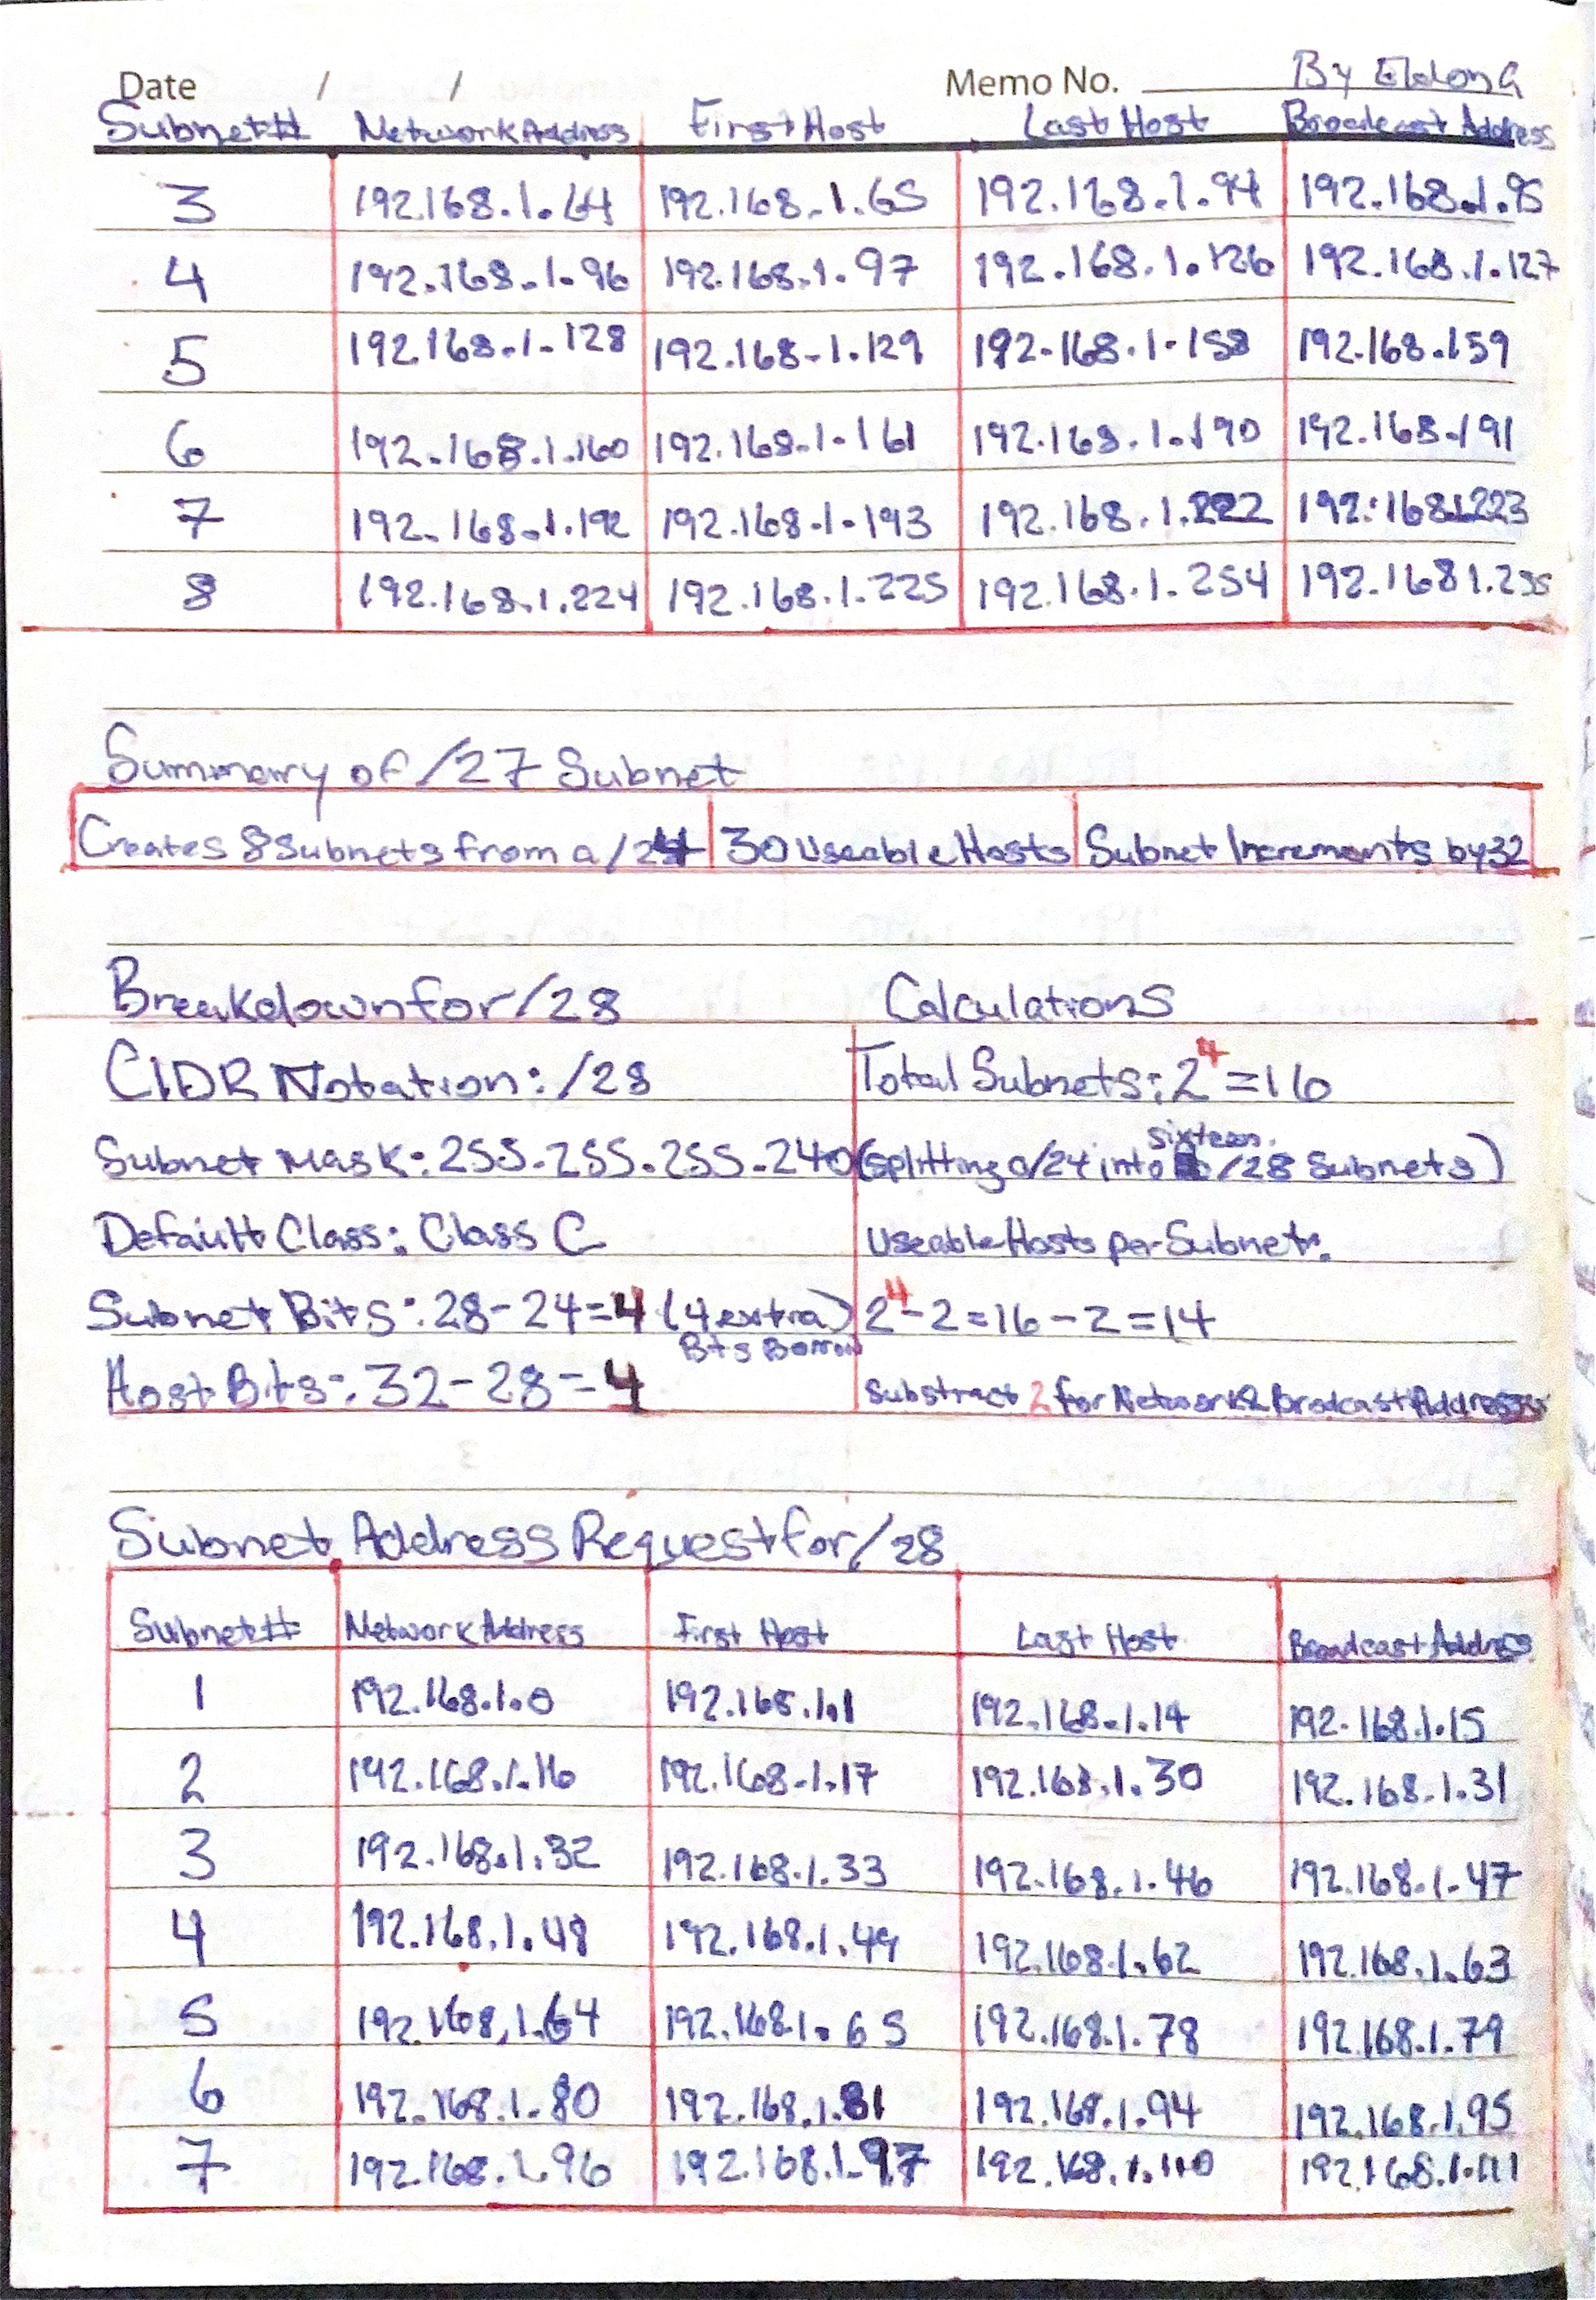 Date / / Memo No. By Eldon G
Subnet# Network Address First Host Last Host Broadcast Address
3 192.168.1.64 192.168.1.65 192.168.1.94 192.168.1.95
4 192.168.1.96 192.168.1.97 192.168.1.126 192.168.1.127
5 192.168.1.128 192.168.1.129 192.168.1.158 192.168.159
6 192.168.1.160 192.168.1.161 192.168.1.190 192.168.191
7 192.168.1.192 192.168.1.193 192.168.1.222 192.168.1.223
8 192.168.1.224 192.168.1.225 192.168.1.254 192.168 1.255
Summary of /27 Subnet
Creates 8 Subnets from a /24 30 Useable Hosts Subnet Increments by 32
Breakdown for /28 Calculations
CIDR Notation: /28 Total Subnets: 2⁴=16
Subnet Mask: 255.255.255.240 (splitting a /24 into sixteen /28 Subnets)
Default Class: Class C Useable Hosts per Subnet:
Subnet Bits: 28-24=4 (4 extra) 2⁴-2=16-2=14
Bits Borrow
Host Bits: 32-28=4 Substract 2 for Network & Brodcast Address
Subnet Address Request for /28
Subnet# Network Address First Host Last Host Broadcast Address
1 192.168.1.0 192.168.1.1 192.168.1.14 192.168.1.15
2 192.168.1.16 192.168.1.17 192.168.1.30 192.168.1.31
3 192.168.1.32 192.168.1.33 192.168.1.46 192.168.1.47
4 192.168.1.48 192.168.1.49 192.168.1.62 192.168.1.63
5 192.168.1.64 192.168.1.65 192.168.1.78 192.168.1.79
6 192.168.1.80 192.168.1.81 192.168.1.94 192.168.1.95
7 192.168.1.96 192.168.1.97 192.168.1.110 192.168.1.111